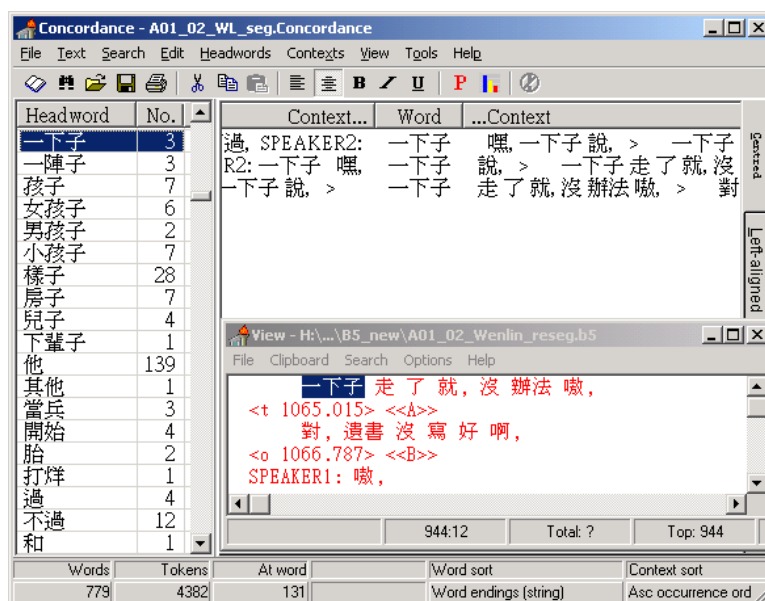 Concordance - A01_02_WL_seg.Concordance
File Text Search Edit Headwords Contexts View Tools Help
B I U P
Headword No.
Context... Word ...Context
一下子 3
一陣子 3
孩子 7
女孩子 6
男孩子 2
小孩子 7
樣子 28
房子 7
兒子 4
下輩子 1
他 139
其他 1
當兵 3
開始 4
胎 2
打烊 1
過 4
不過 12
和 1
過, SPEAKER2: 一下子 嘿, 一下子 說, > 一下子
R2: 一下子 嘿, 一下子 說, > 一下子 走 了 就, 沒
一下子 說, > 一下子 走 了 就, 沒 辦法 嗷, > 對
Centred
Left-aligned
View - H:\...\B5_new\A01_02_Wenlin_reseg.b5
File Clipboard Search Options Help
一下子 走 了 就, 沒 辦法 嗷,
<t 1065.015> <<A>>
對, 遺書 沒 寫 好 啊,
<o 1066.787> <<B>>
SPEAKER1: 嗷,
944:12 Total: ? Top: 944
Words Tokens At word Word sort Context sort
779 4382 131 Word endings (string) Asc occurrence ord